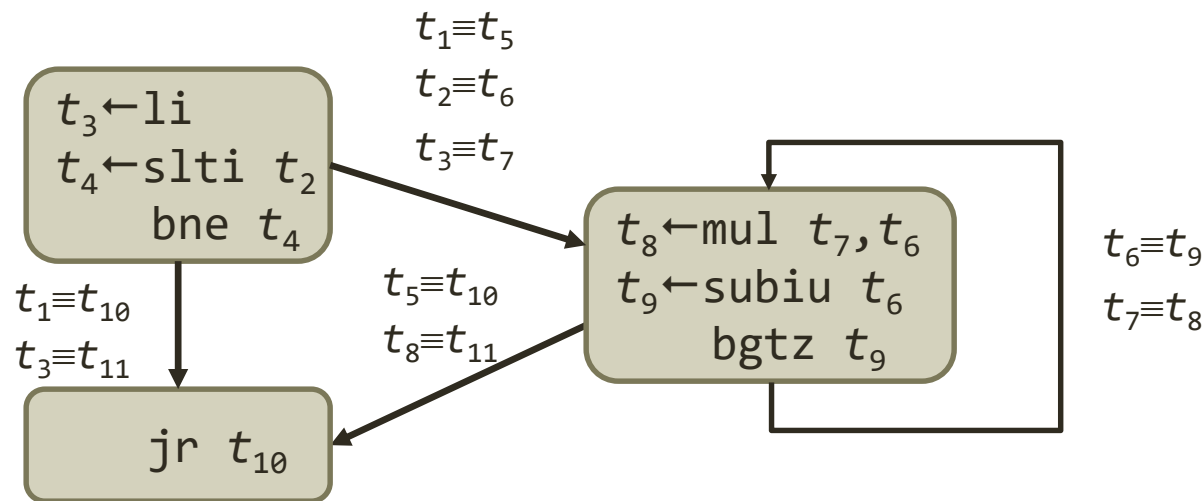 t₁≡t₅
t₂≡t₆
t₃≡t₇
t₃←li
t₄←slti t₂
bne t₄
t₈←mul t₇,t₆
t₉←subiu t₆
bgtz t₉
t₆≡t₉
t₇≡t₈
t₁≡t₁₀
t₃≡t₁₁
t₅≡t₁₀
t₈≡t₁₁
jr t₁₀